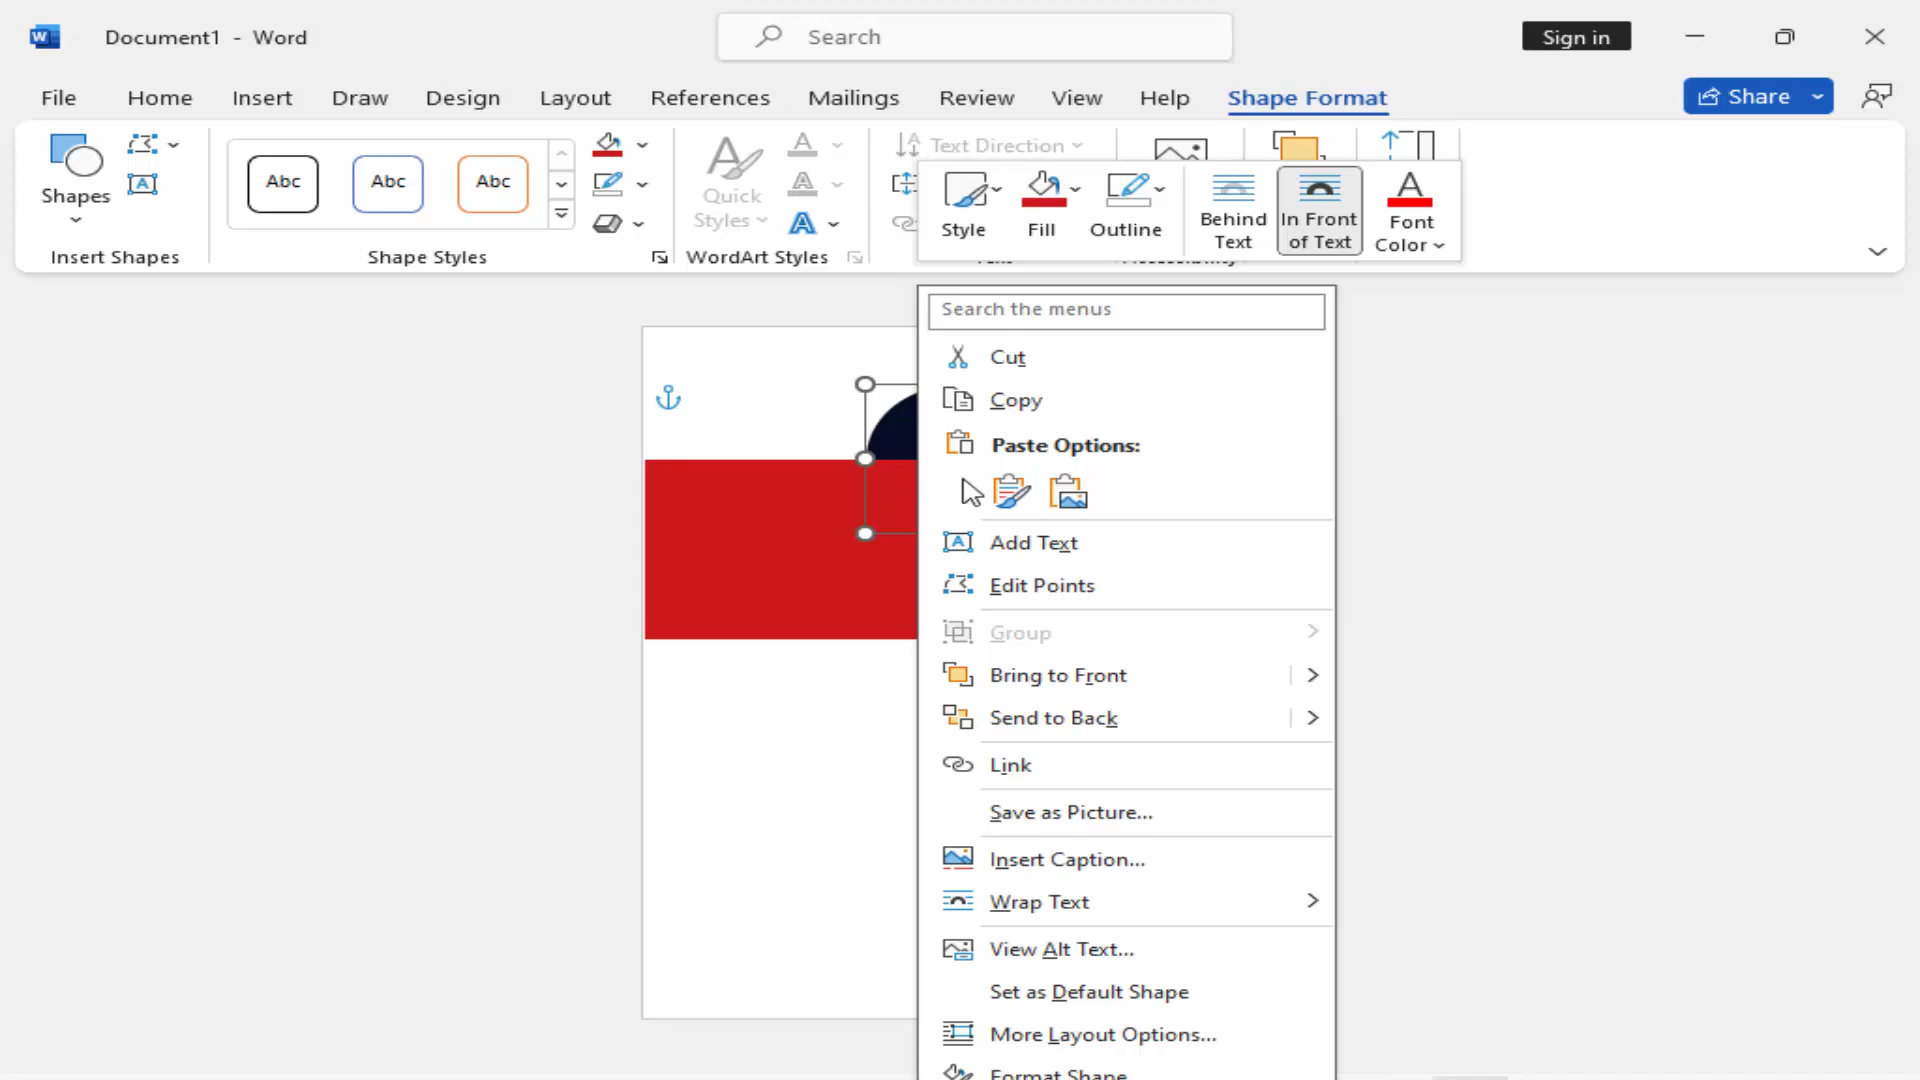 W
Document1 - Word
Search
Sign in
File Home Insert Draw Design Layout References Mailings Review View Help Shape Format
Share
Shapes
Insert Shapes
Abc Abc Abc
Shape Styles
Quick
Styles
WordArt Styles
Text Direction
Style Fill Outline
Behind
Text
In Front
of Text
Font
Color
Search the menus
Cut
Copy
Paste Options:
Add Text
Edit Points
Group
Bring to Front
Send to Back
Link
Save as Picture...
Insert Caption...
Wrap Text
View Alt Text...
Set as Default Shape
More Layout Options...
Format Shape